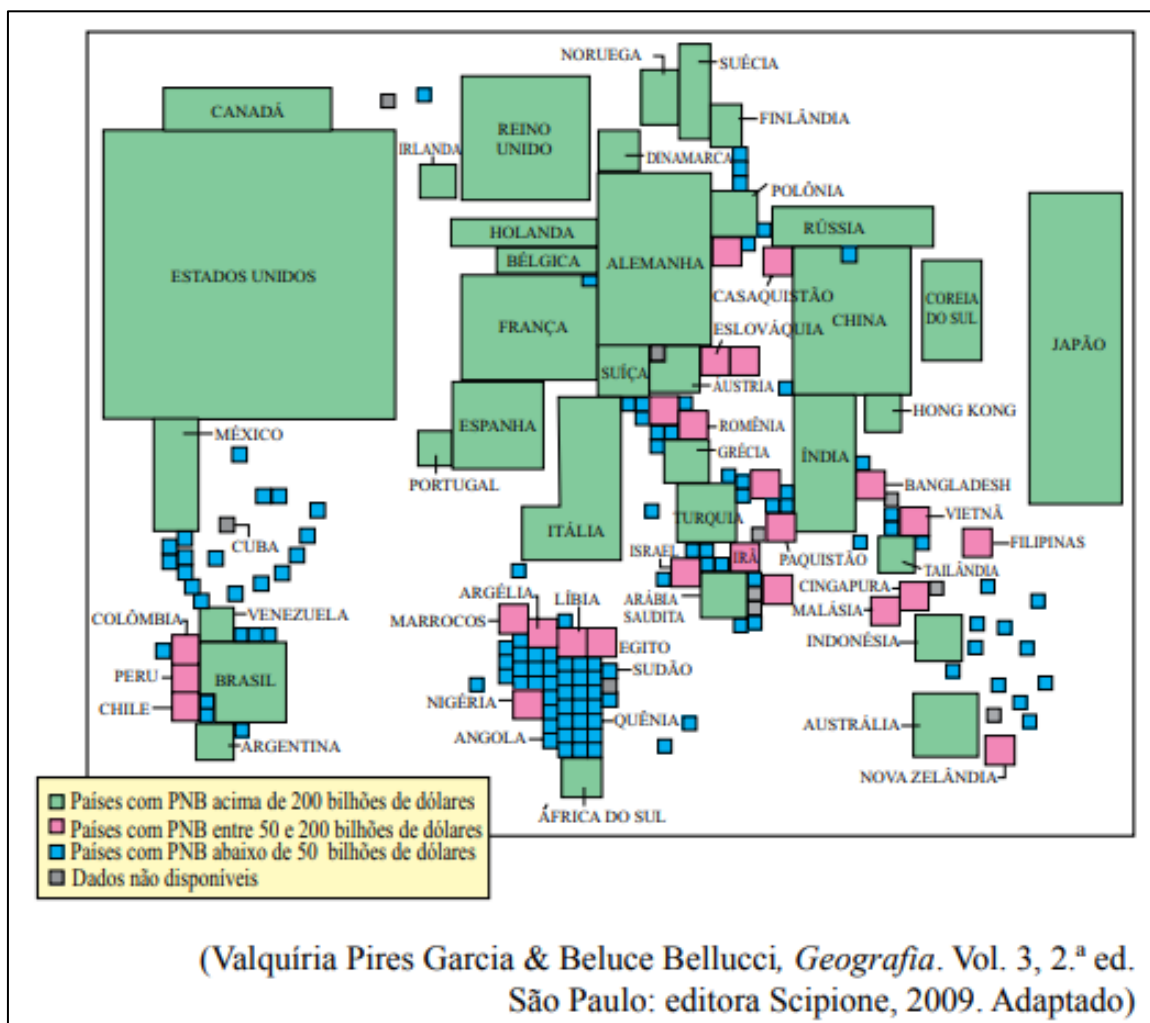 NORUEGA
SUÉCIA
CANADÁ
REINO
UNIDO
FINLÂNDIA
IRLANDA
DINAMARCA
POLÔNIA
HOLANDA
RÚSSIA
BÉLGICA
ALEMANHA
ESTADOS UNIDOS
CASAQUISTÃO
COREIA
DO SUL
FRANÇA
ESLOVÁQUIA
CHINA
JAPÃO
SUÍÇA
ÁUSTRIA
MÉXICO
ESPANHA
ROMÊNIA
HONG KONG
GRÉCIA
ÍNDIA
PORTUGAL
BANGLADESH
TURQUIA
VIETNÃ
ITÁLIA
CUBA
ISRAEL
IRÃ
PAQUISTÃO
FILIPINAS
TAILÂNDIA
ARGÉLIA
LÍBIA
CINGAPURA
ARÁBIA
SAUDITA
MALÁSIA
MARROCOS
VENEZUELA
COLÔMBIA
EGITO
INDONÉSIA
SUDÃO
PERU
BRASIL
NIGÉRIA
CHILE
QUÊNIA
AUSTRÁLIA
ANGOLA
ARGENTINA
NOVA ZELÂNDIA
ÁFRICA DO SUL
Países com PNB acima de 200 bilhões de dólares
Países com PNB entre 50 e 200 bilhões de dólares
Países com PNB abaixo de 50 bilhões de dólares
Dados não disponíveis
(Valquíria Pires Garcia & Beluce Bellucci, Geografia. Vol. 3, 2.ª ed.
São Paulo: editora Scipione, 2009. Adaptado)